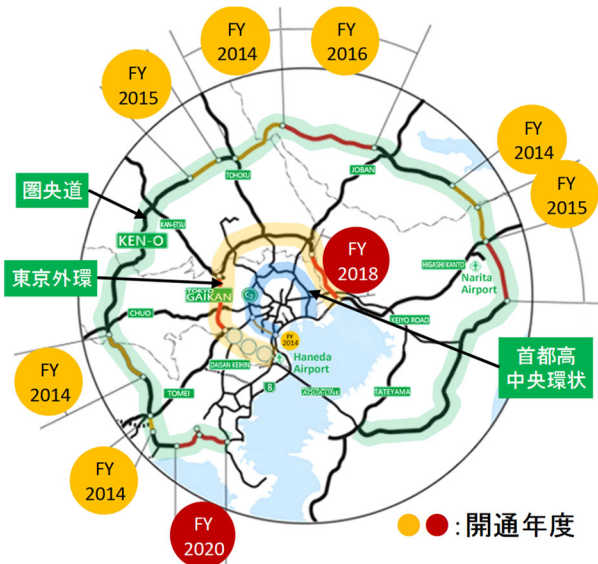 FY
2014
FY
2016
FY
2015
FY
2014
FY
2015
圏央道
TOHOKU
JOBAN
KAN-ETSU
KEN-O
東京外環
TOKYO
GAIKAN
FY
2018
HIGASHI KANTO
Narita
Airport
CHUO
KEIYO ROAD
FY
2014
Haneda
Airport
首都高
中央環状
DAISAN KEIHIN
TOMEI
B
TATEYAMA
FY
2014
FY
2014
FY
2020
:開通年度